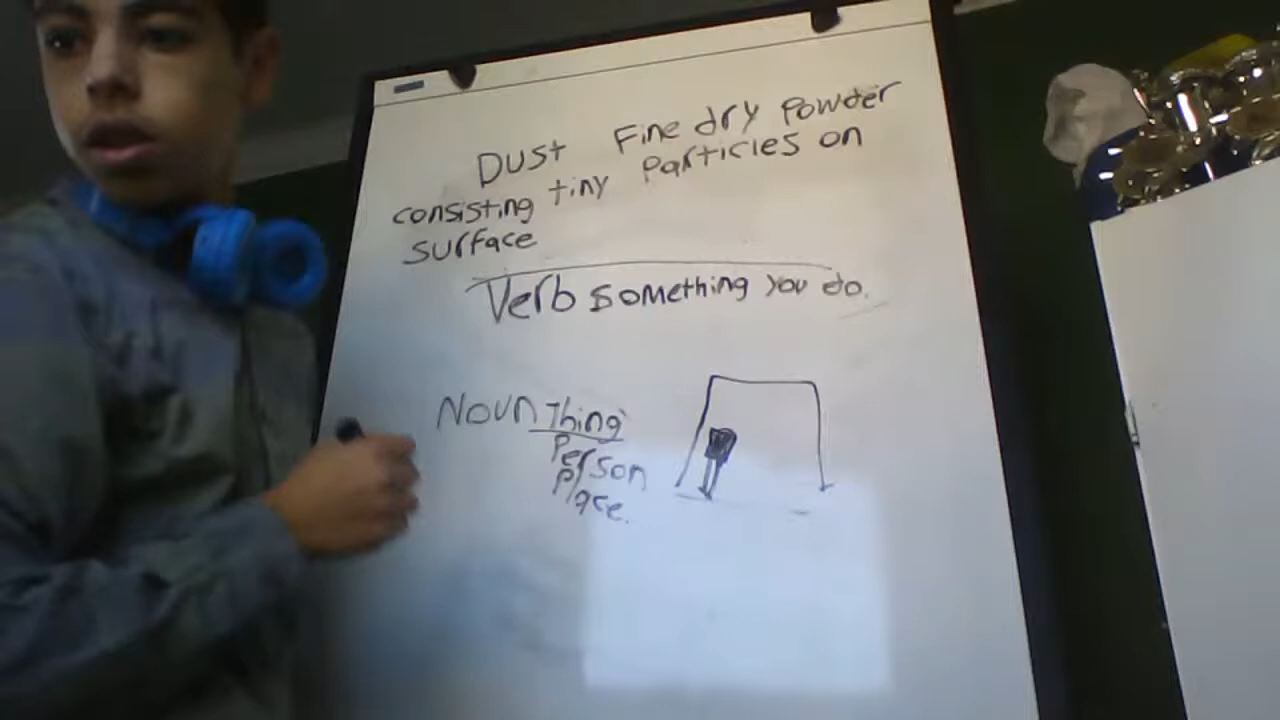 Dust Fine dry Powder
consisting tiny Particles on
surface
Verb something you do.
Noun Thing
Person
Place.